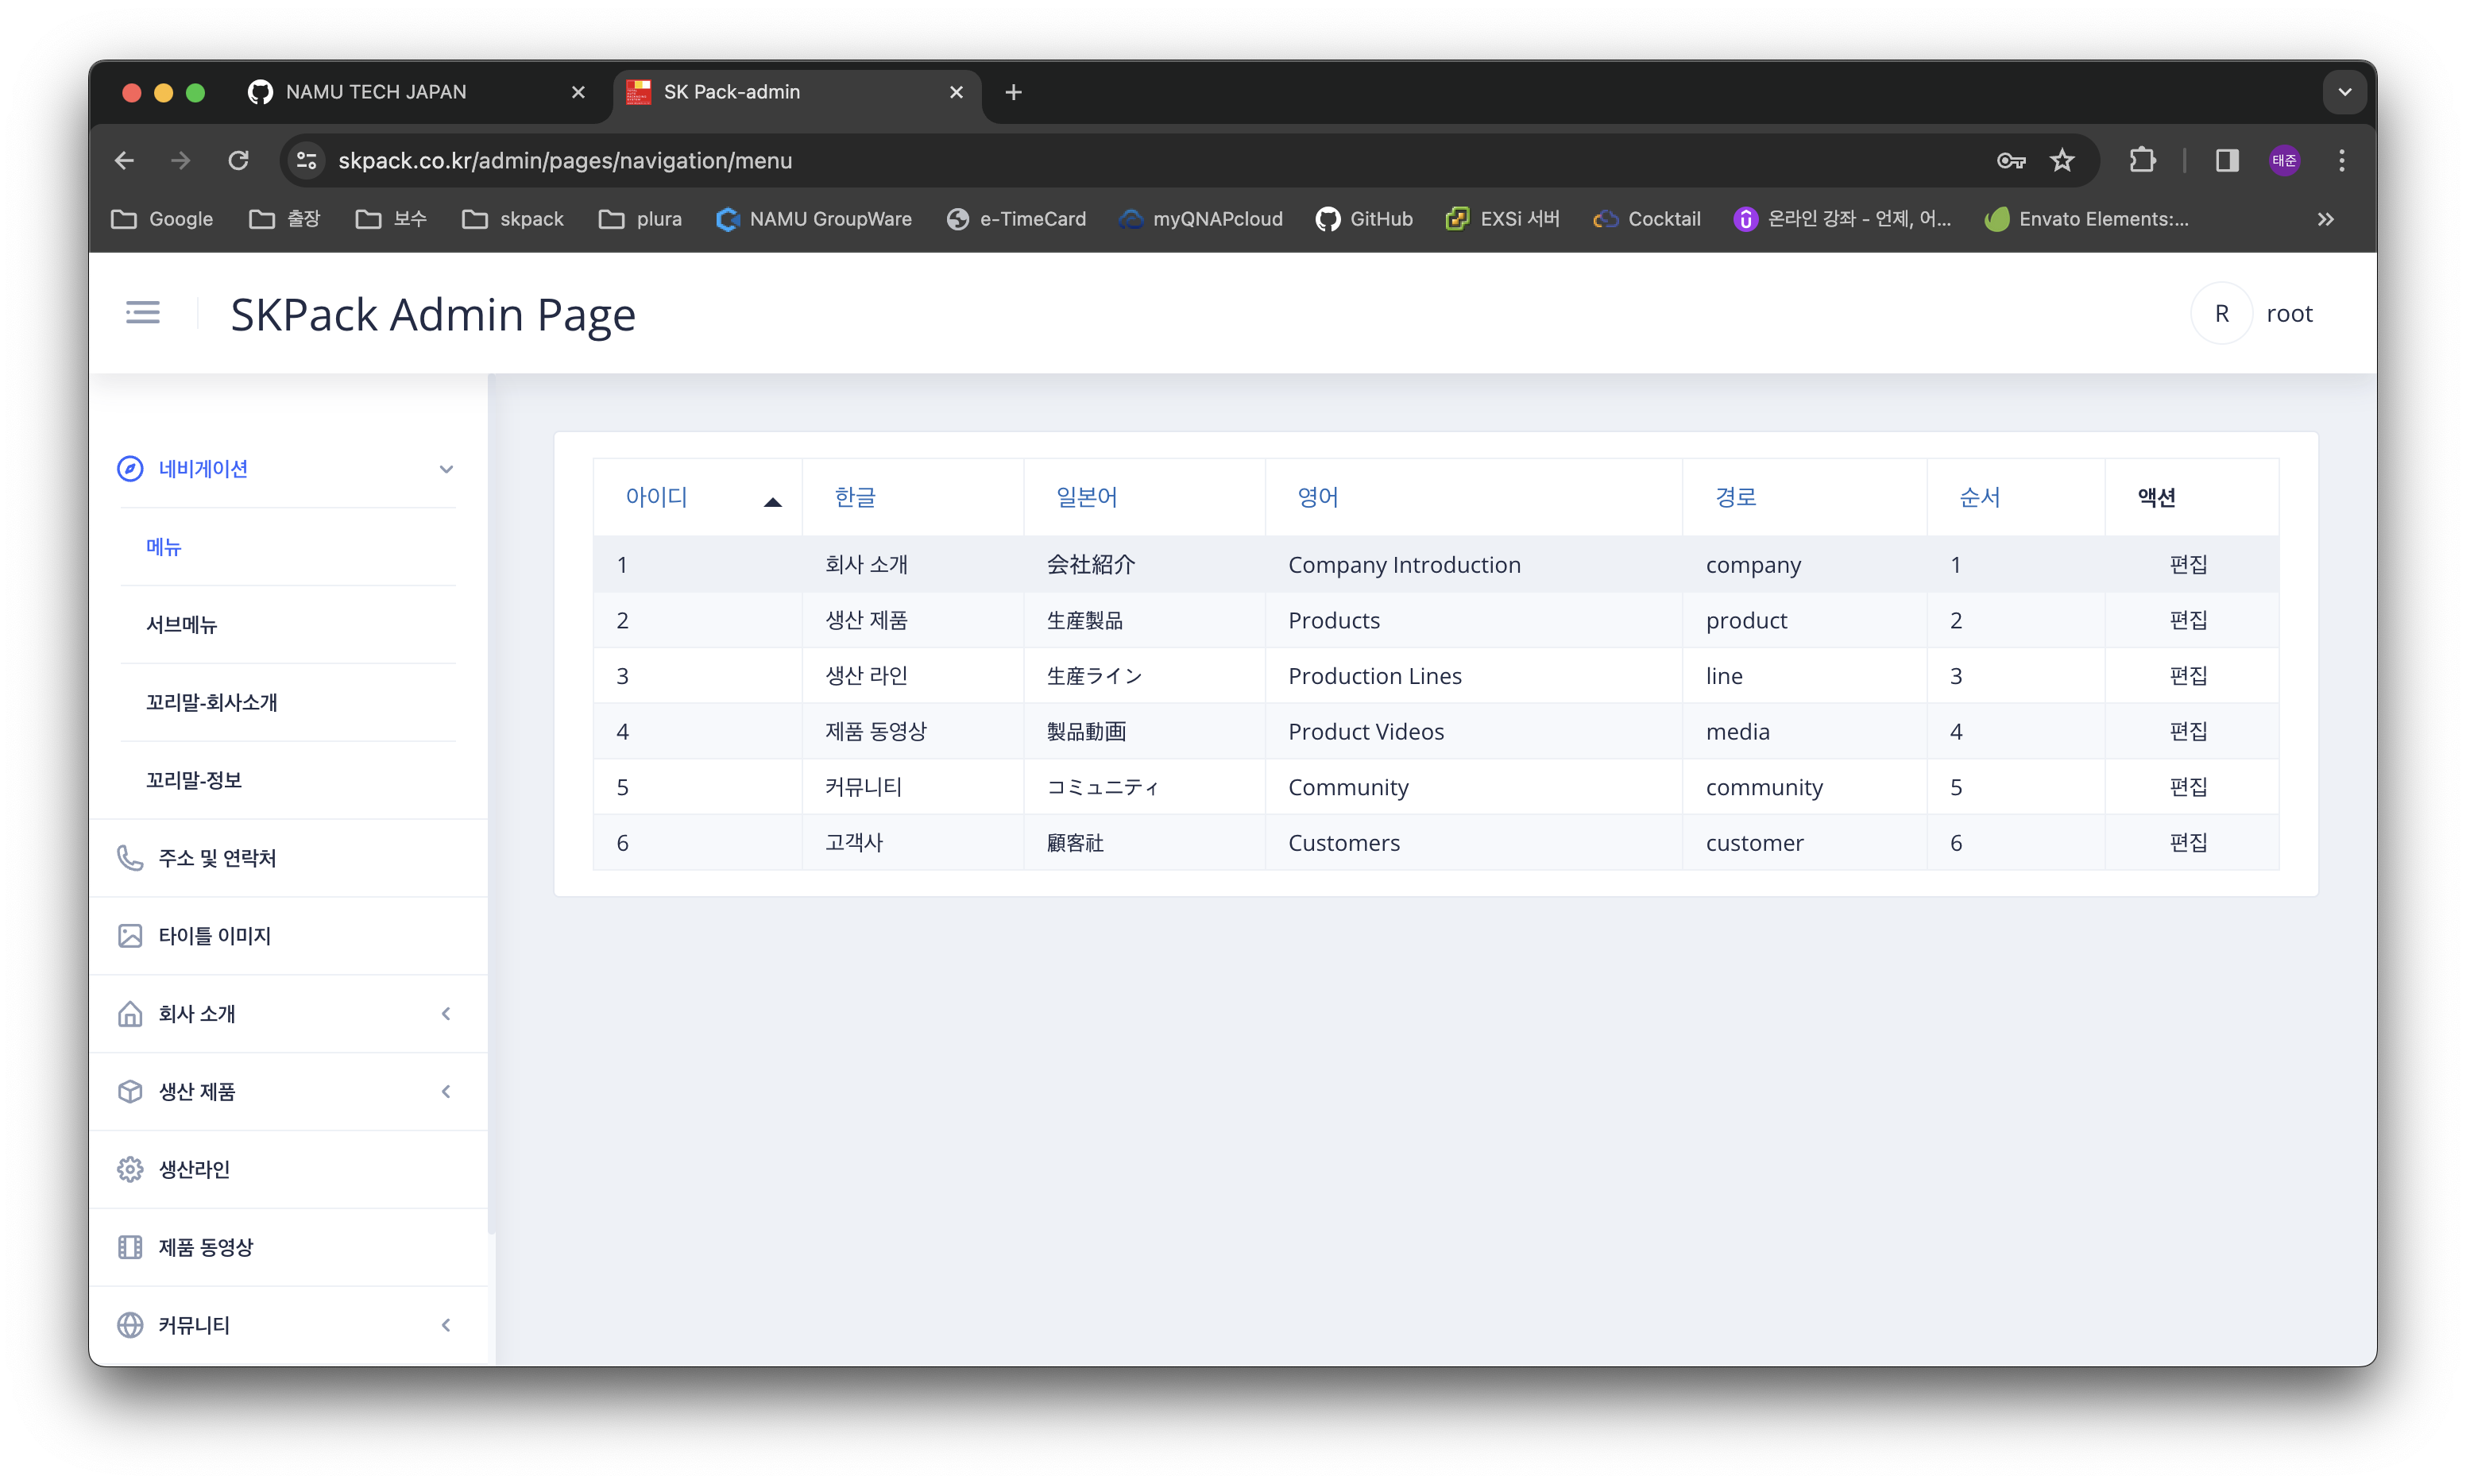 NAMU TECH JAPAN
SK Pack-admin
skpack.co.kr/admin/pages/navigation/menu
태준
Google 출장 보수 skpack plura NAMU GroupWare e-TimeCard myQNAPcloud GitHub EXSi 서버 Cocktail 온라인 강좌 - 언제, 어... Envato Elements:...
SKPack Admin Page
R root
네비게이션
메뉴
서브메뉴
꼬리말-회사소개
꼬리말-정보
주소 및 연락처
타이틀 이미지
회사 소개
생산 제품
생산라인
제품 동영상
커뮤니티
아이디 한글 일본어 영어 경로 순서 액션
1 회사 소개 会社紹介 Company Introduction company 1 편집
2 생산 제품 生産製品 Products product 2 편집
3 생산 라인 生産ライン Production Lines line 3 편집
4 제품 동영상 製品動画 Product Videos media 4 편집
5 커뮤니티 コミュニティ Community community 5 편집
6 고객사 顧客社 Customers customer 6 편집